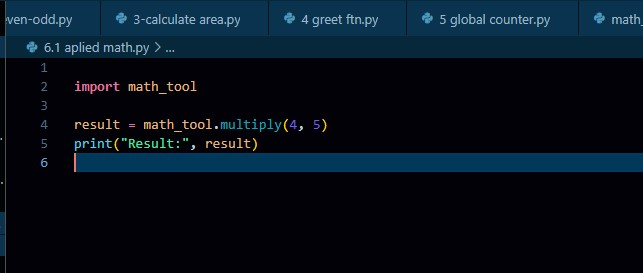 even-odd.py 3-calculate area.py 4 greet ftn.py 5 global counter.py math_
6.1 aplied math.py > ...
1
2 import math_tool
3
4 result = math_tool.multiply(4, 5)
5 print("Result:", result)
6